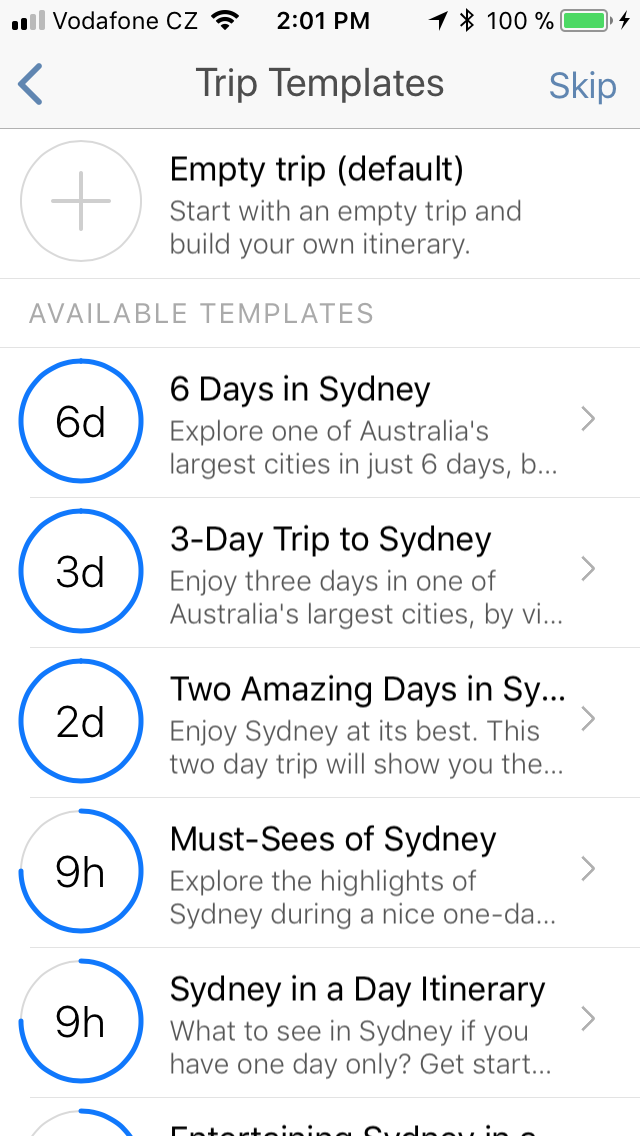 Vodafone CZ 2:01 PM 100 %
Trip Templates Skip
Empty trip (default)
Start with an empty trip and
build your own itinerary.
AVAILABLE TEMPLATES
6d
6 Days in Sydney
Explore one of Australia's
largest cities in just 6 days, b...
3d
3-Day Trip to Sydney
Enjoy three days in one of
Australia's largest cities, by vi...
2d
Two Amazing Days in Sy...
Enjoy Sydney at its best. This
two day trip will show you the...
9h
Must-Sees of Sydney
Explore the highlights of
Sydney during a nice one-da...
9h
Sydney in a Day Itinerary
What to see in Sydney if you
have one day only? Get start...
Entertaining Sydney in a